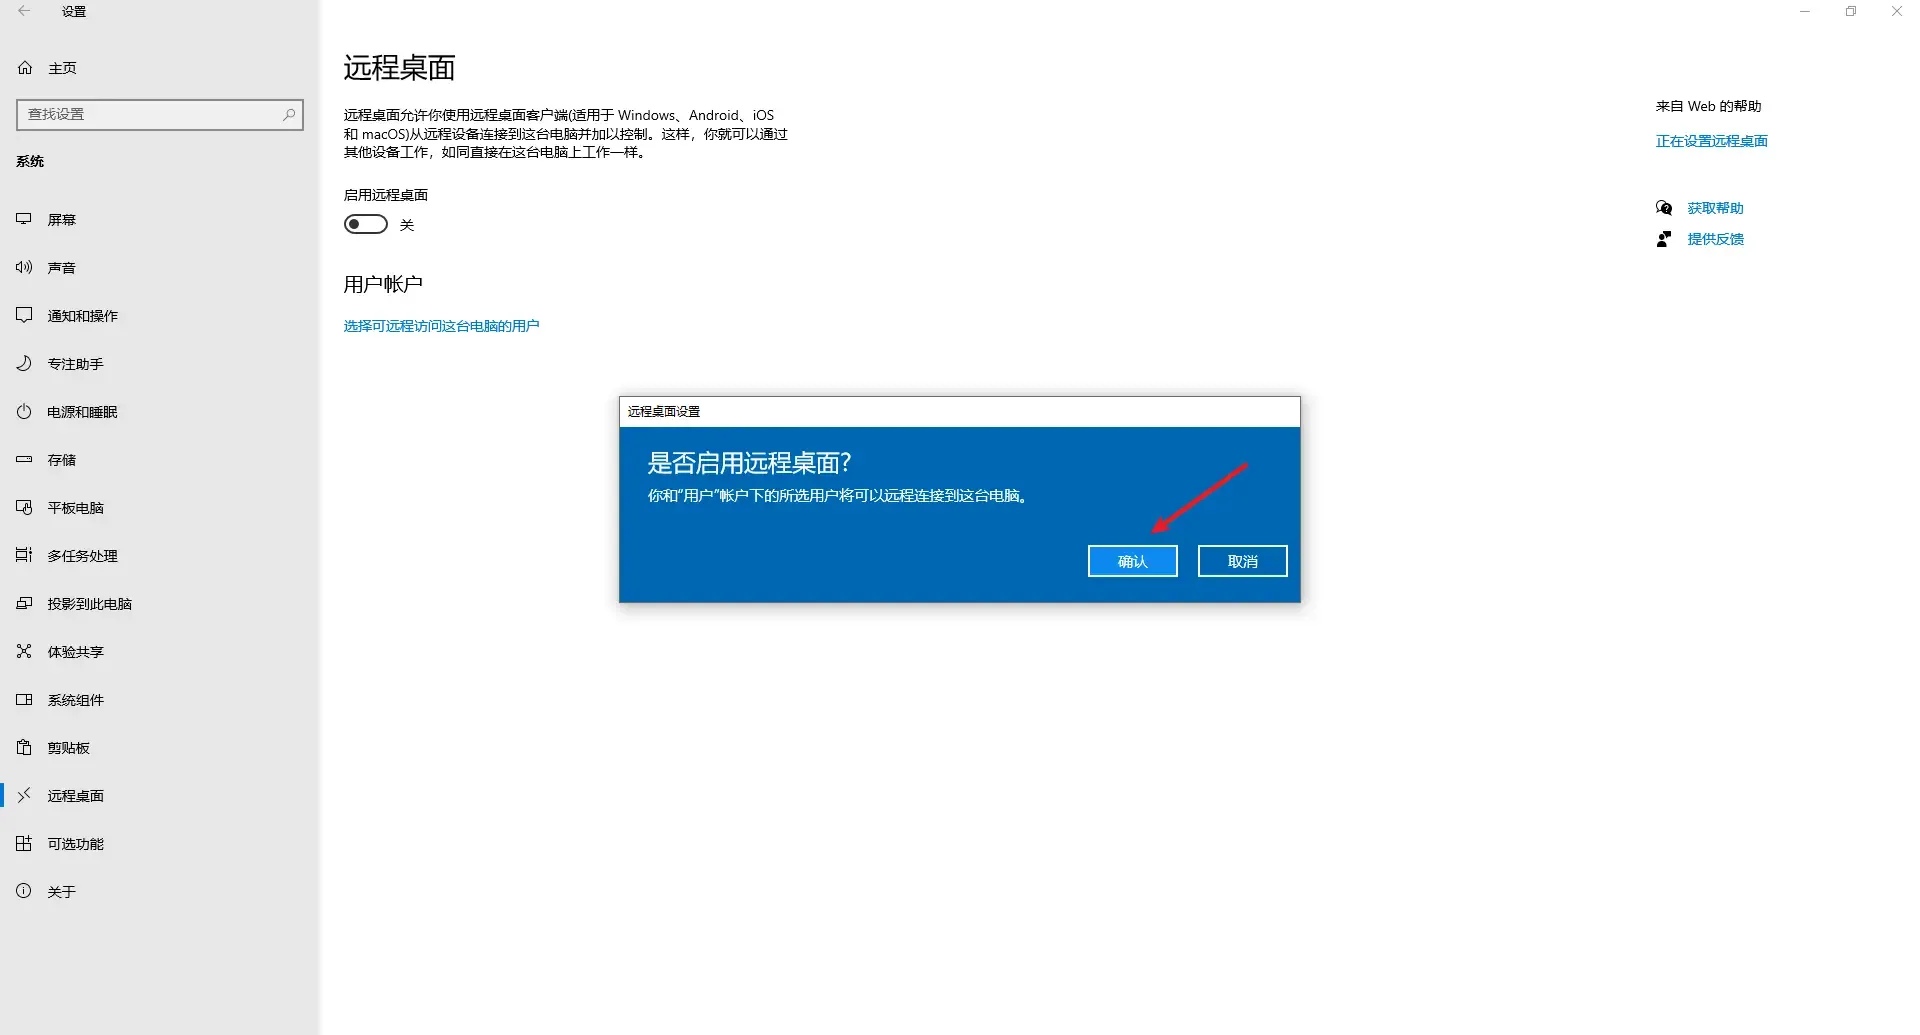 设置
主页
查找设置
系统
屏幕
声音
通知和操作
专注助手
电源和睡眠
存储
平板电脑
多任务处理
投影到此电脑
体验共享
系统组件
剪贴板
远程桌面
可选功能
关于
远程桌面
远程桌面允许你使用远程桌面客户端(适用于 Windows、Android、iOS
和 macOS)从远程设备连接到这台电脑并加以控制。这样，你就可以通过
其他设备工作，如同直接在这台电脑上工作一样。
启用远程桌面
关
用户帐户
选择可远程访问这台电脑的用户
远程桌面设置
是否启用远程桌面?
你和"用户"帐户下的所选用户将可以远程连接到这台电脑。
确认
取消
来自 Web 的帮助
正在设置远程桌面
获取帮助
提供反馈